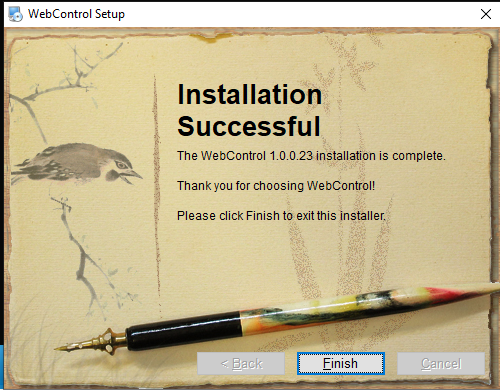 WebControl Setup
Installation
Successful
The WebControl 1.0.0.23 installation is complete.
Thank you for choosing WebControl!
Please click Finish to exit this installer.
< Back
Finish
Cancel